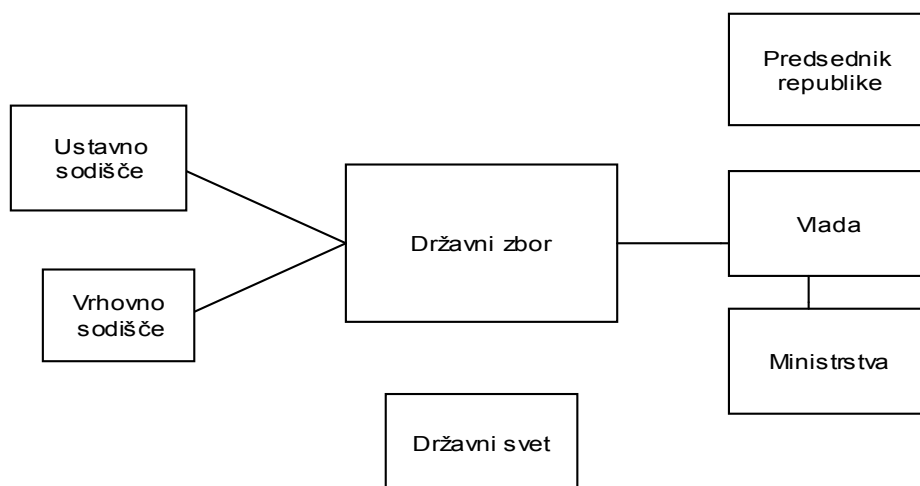 Predsednik
republike
Ustavno
sodišče
Državni zbor
Vlada
Vrhovno
sodišče
Ministrstva
Državni svet